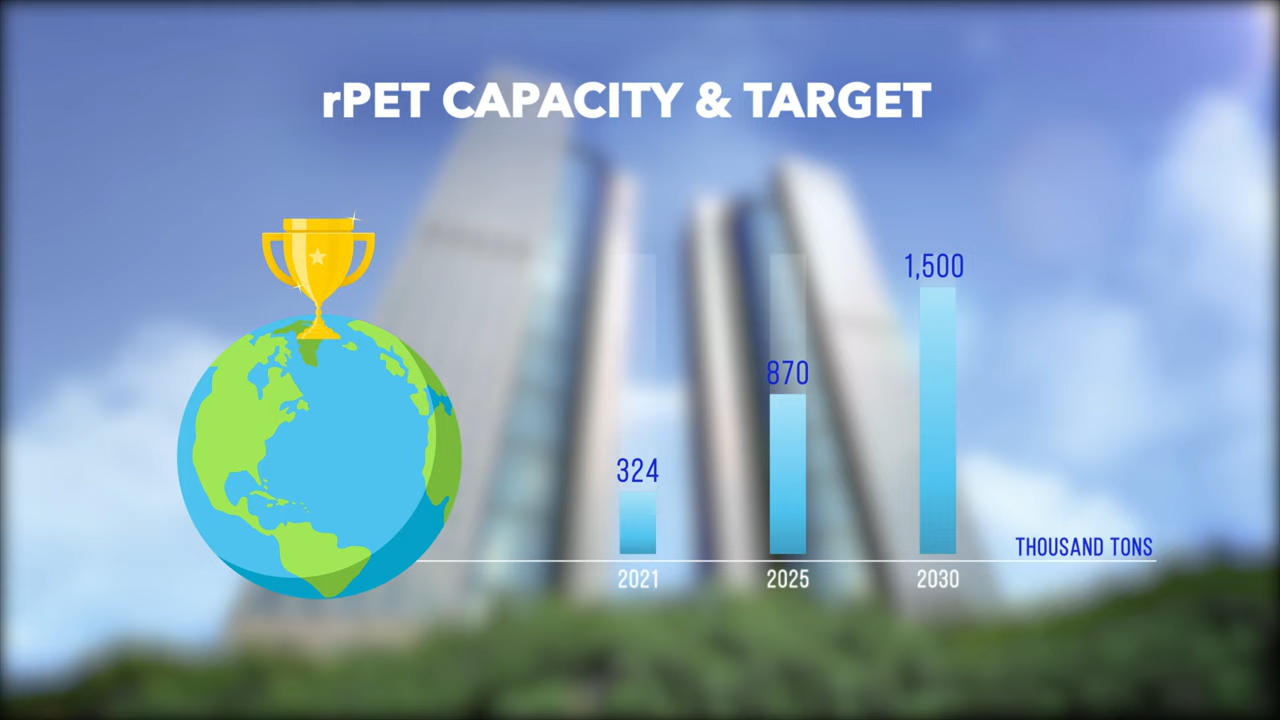 rPET CAPACITY & TARGET
1,500
870
324
THOUSAND TONS
2021 2025 2030